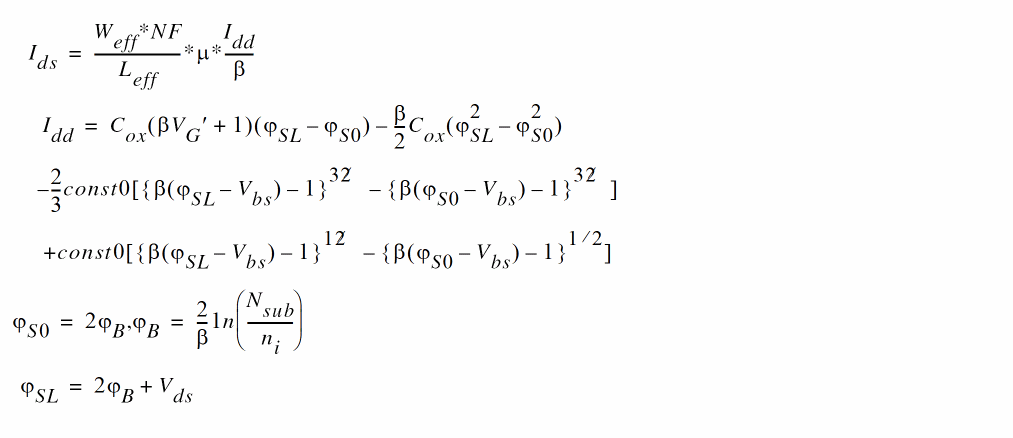 I_ds = (W_eff*NF)/(L_eff) *μ* (I_dd)/(β)
I_dd = C_ox(βV_G′ + 1)(φ_SL – φ_S0) – (β/2)C_ox(φ_SL^2 – φ_S0^2)
–(2/3)const0[{β(φ_SL – V_bs) – 1}^(3/2) – {β(φ_S0 – V_bs) – 1}^(3/2) ]
+const0[{β(φ_SL – V_bs) – 1}^(1/2) – {β(φ_S0 – V_bs) – 1}^(1/2)]
φ_S0 = 2φ_B,φ_B = (2/β)ln(N_sub/n_i)
φ_SL = 2φ_B + V_ds